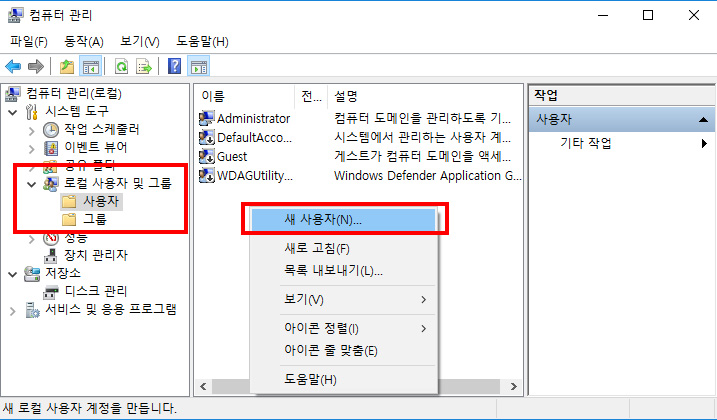 컴퓨터 관리
파일(F) 동작(A) 보기(V) 도움말(H)
컴퓨터 관리(로컬)
시스템 도구
작업 스케줄러
이벤트 뷰어
공유 폴더
로컬 사용자 및 그룹
사용자
그룹
성능
장치 관리자
저장소
디스크 관리
서비스 및 응용 프로그램
이름 전... 설명
Administrator 컴퓨터 도메인을 관리하도록 기...
DefaultAcco... 시스템에서 관리하는 사용자 계...
Guest 게스트가 컴퓨터 도메인을 액세...
WDAGUtility... Windows Defender Application G...
새 사용자(N)...
새로 고침(F)
목록 내보내기(L)...
보기(V)
아이콘 정렬(I)
아이콘 줄 맞춤(E)
도움말(H)
작업
사용자
기타 작업
새 로컬 사용자 계정을 만듭니다.